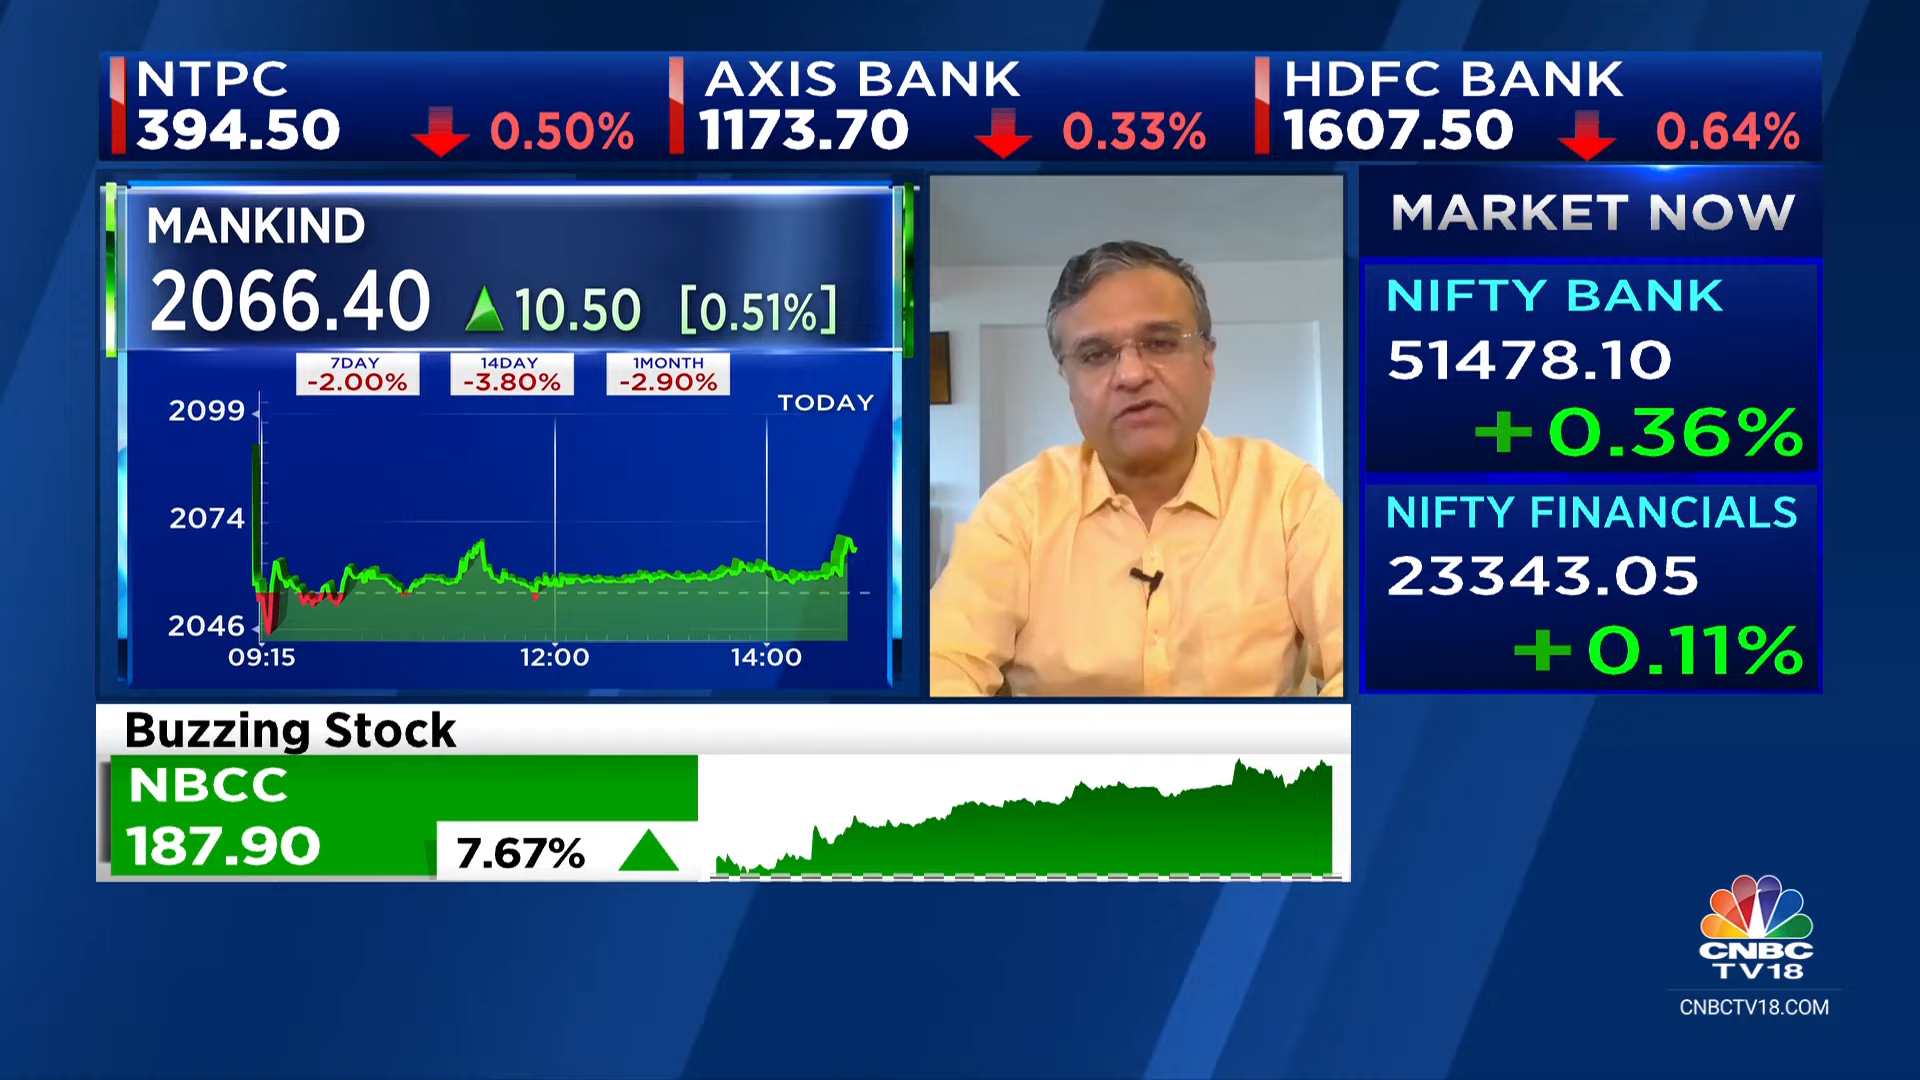 NTPC
394.50 0.50%
AXIS BANK
1173.70 0.33%
HDFC BANK
1607.50 0.64%
MANKIND
2066.40 10.50 [0.51%]
7DAY
-2.00%
14DAY
-3.80%
1MONTH
-2.90%
TODAY
2099
2074
2046
09:15 12:00 14:00
MARKET NOW
NIFTY BANK
51478.10
+0.36%
NIFTY FINANCIALS
23343.05
+0.11%
Buzzing Stock
NBCC
187.90 7.67%
CNBC
TV18
CNBCTV18.COM